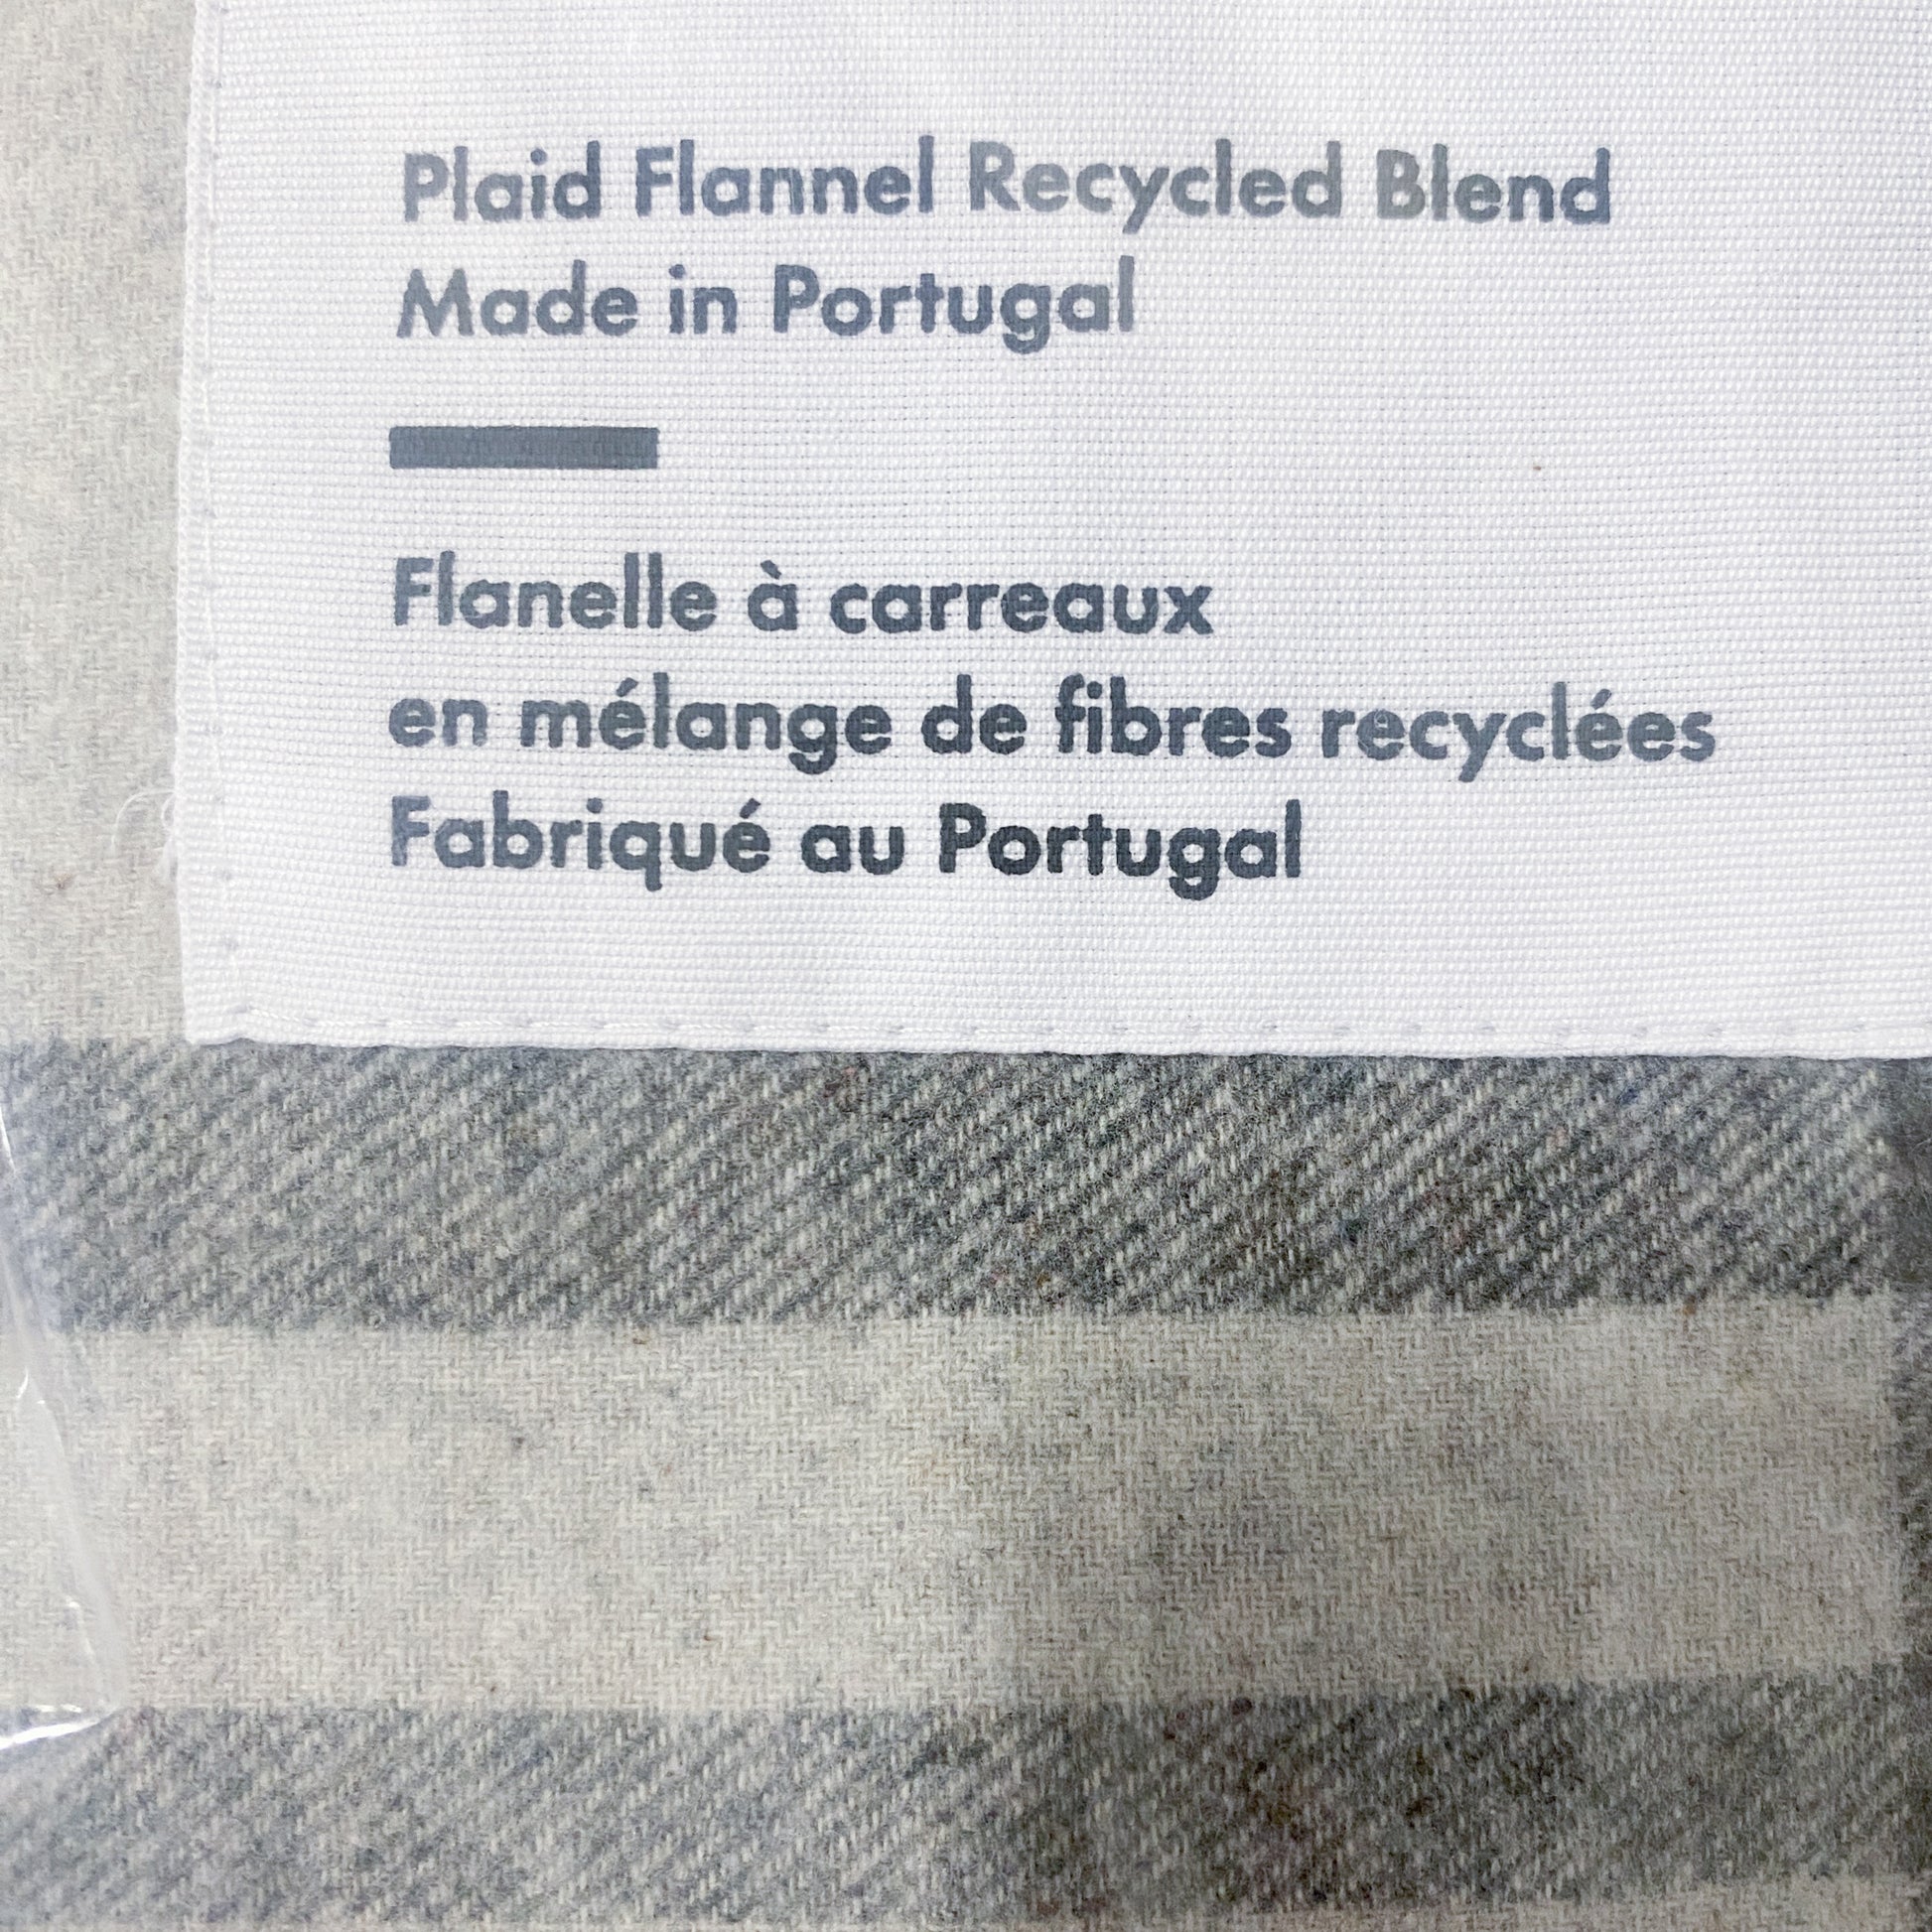 Plaid Flannel Recycled Blend
Made in Portugal
Flanelle à carreaux
en mélange de fibres recyclées
Fabriqué au Portugal